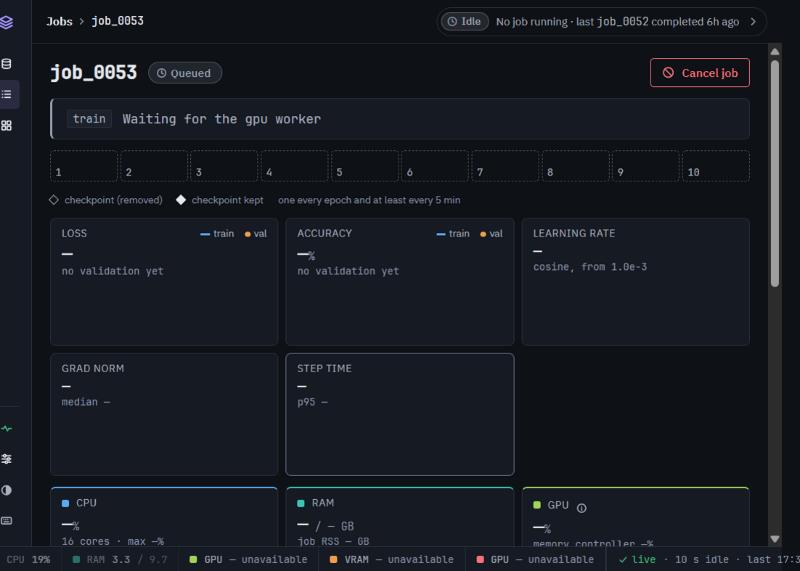 Jobs > job_0053
Idle No job running · last job_0052 completed 6h ago
job_0053 Queued
Cancel job
train Waiting for the gpu worker
1 2 3 4 5 6 7 8 9 10
checkpoint (removed) checkpoint kept one every epoch and at least every 5 min
LOSS train val
—
no validation yet
ACCURACY train val
—%
no validation yet
LEARNING RATE
—
cosine, from 1.0e-3
GRAD NORM
—
median —
STEP TIME
—
p95 —
CPU
—%
16 cores · max —%
RAM
— / — GB
job RSS — GB
GPU
—%
memory controller —%
CPU 19% RAM 3.3 / 9.7 GPU — unavailable VRAM — unavailable GPU — unavailable live · 10 s idle · last 17:3